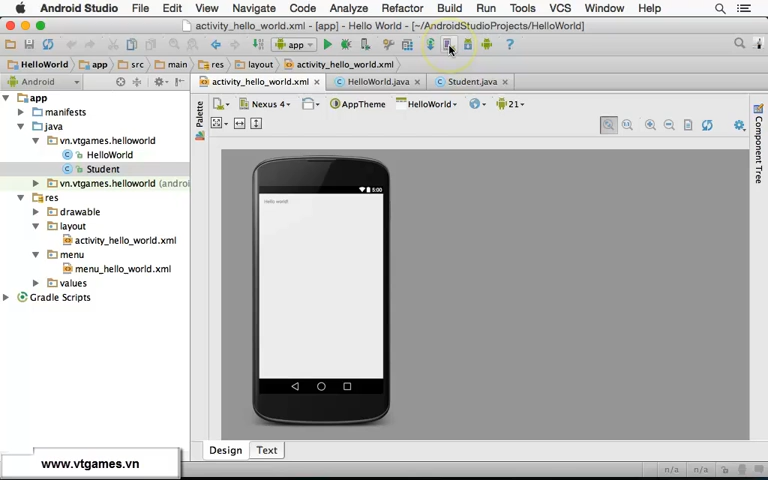 Android Studio File Edit View Navigate Code Analyze Refactor Build Run Tools VCS Window Help
activity_hello_world.xml - [app] - Hello World - [~/AndroidStudioProjects/HelloWorld]
app
HelloWorld app src main res layout activity_hello_world.xml
Android
activity_hello_world.xml HelloWorld.java Student.java
app
manifests
java
vn.vtgames.helloworld
HelloWorld
Student
vn.vtgames.helloworld (androi
res
drawable
layout
activity_hello_world.xml
menu
menu_hello_world.xml
values
Gradle Scripts
Palette
Nexus 4 AppTheme HelloWorld 21
1:1
5:00
Hello world!
Component Tree
Design Text
www.vtgames.vn
n/a n/a